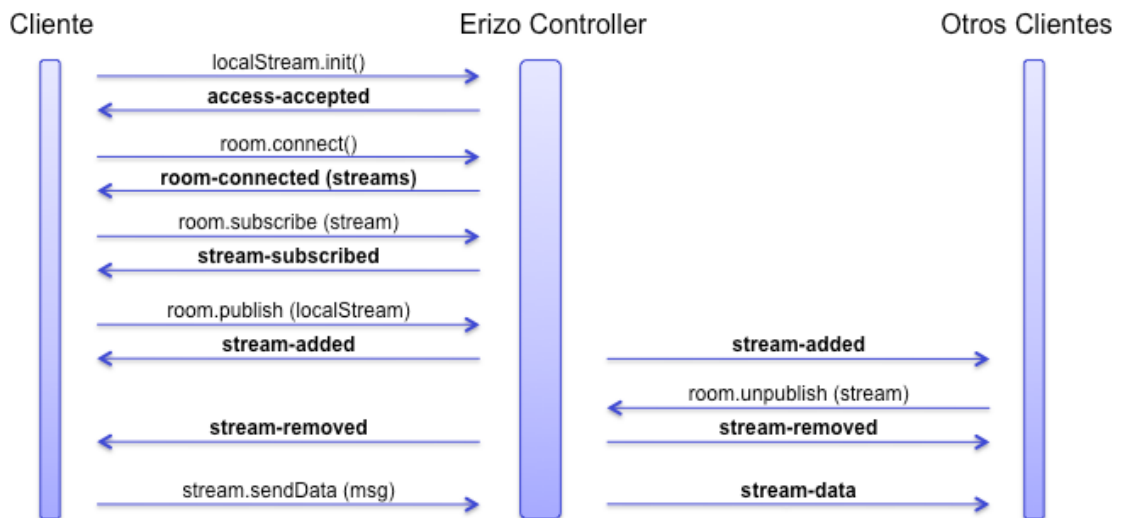 Cliente Erizo Controller Otros Clientes
localStream.init()
access-accepted
room.connect()
room-connected (streams)
room.subscribe (stream)
stream-subscribed
room.publish (localStream)
stream-added stream-added
room.unpublish (stream)
stream-removed stream-removed
stream.sendData (msg) stream-data